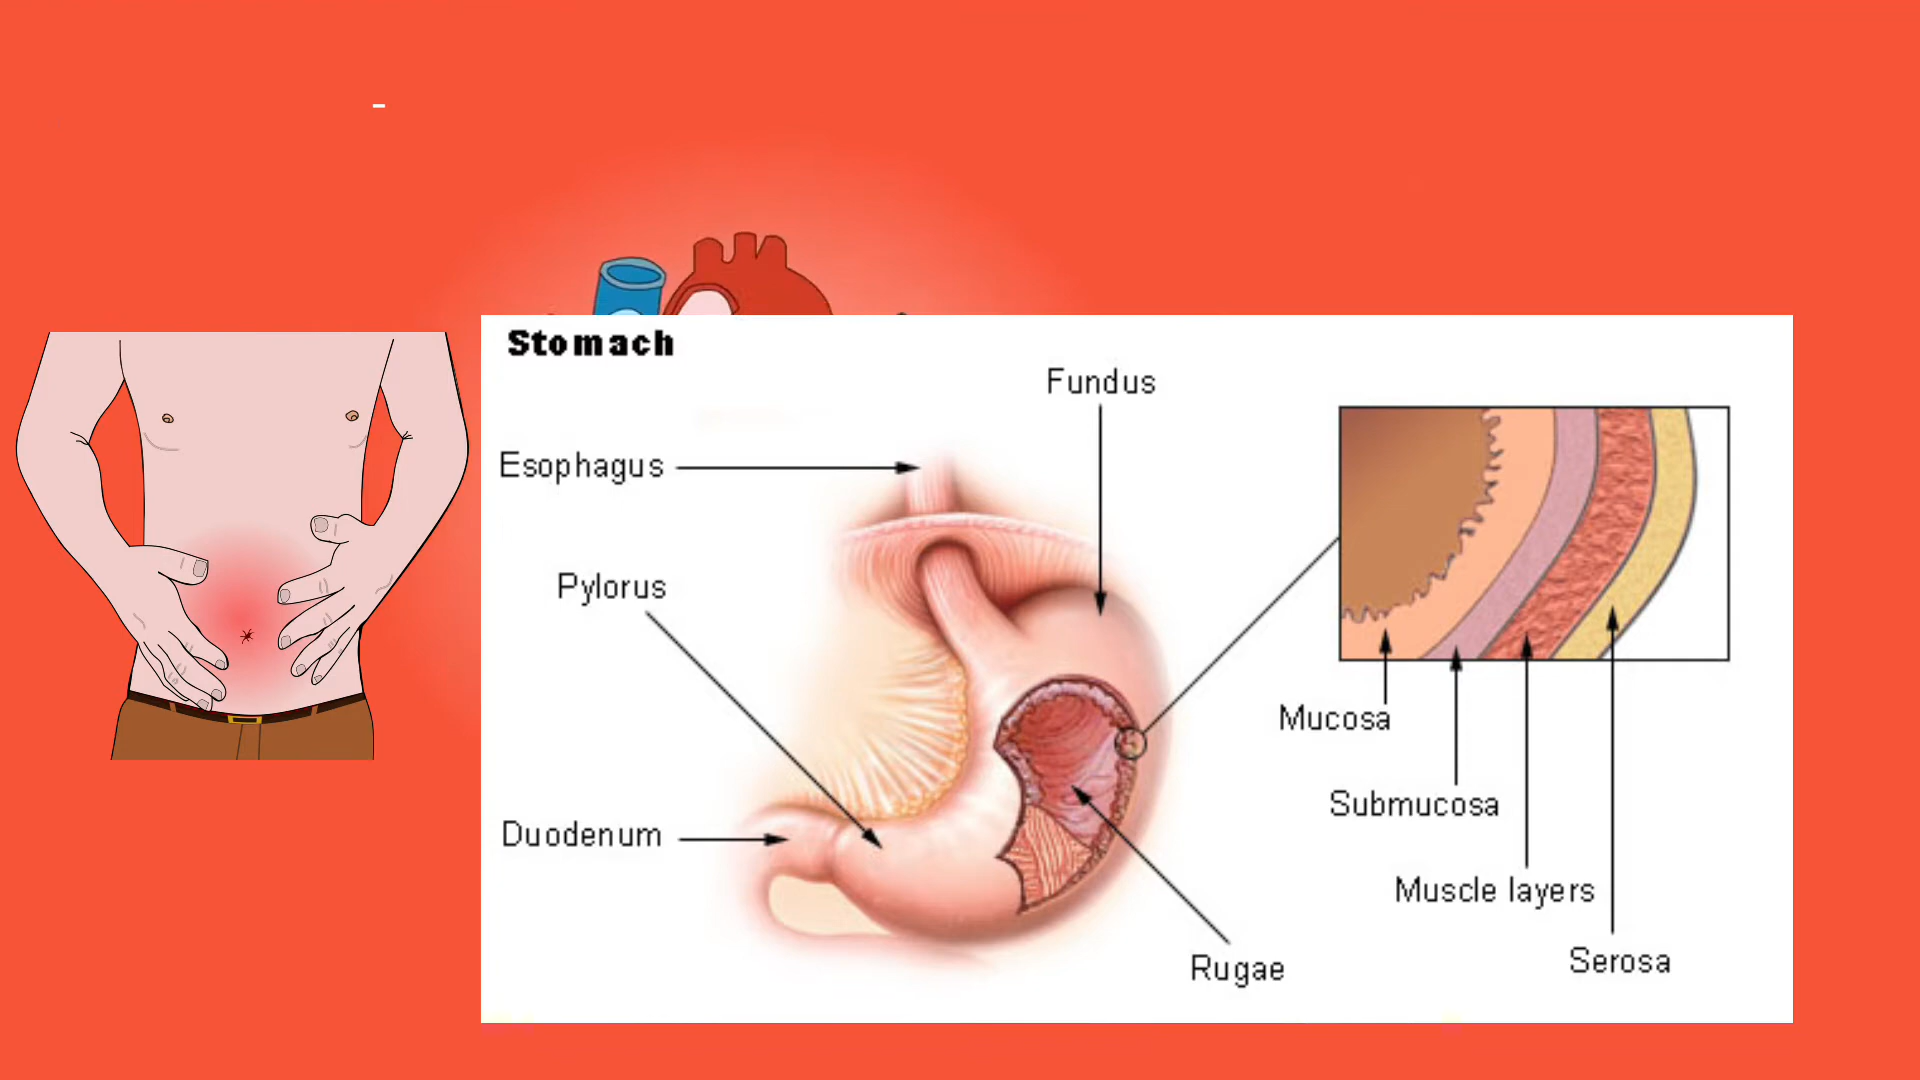 -
Stomach
Fundus
Esophagus
Pylorus
Mucosa
Submucosa
Duodenum
Muscle layers
Serosa
Rugae